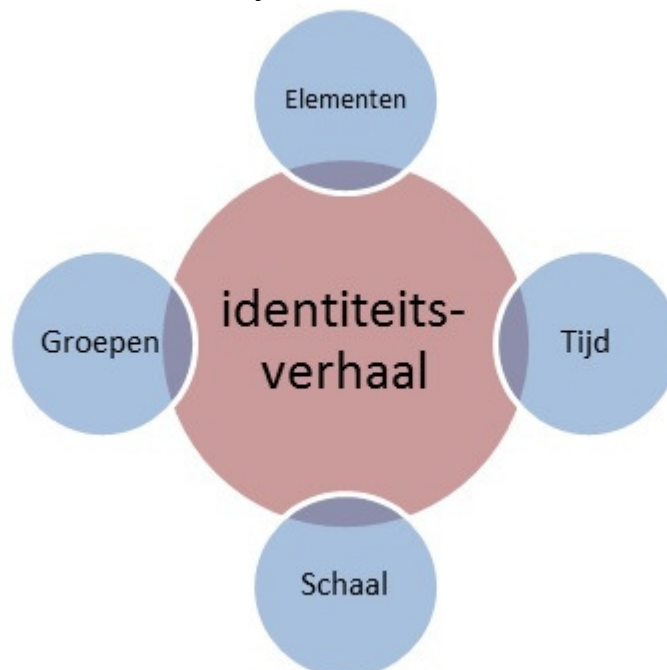 Elementen
identiteits-
verhaal
Groepen
Tijd
Schaal